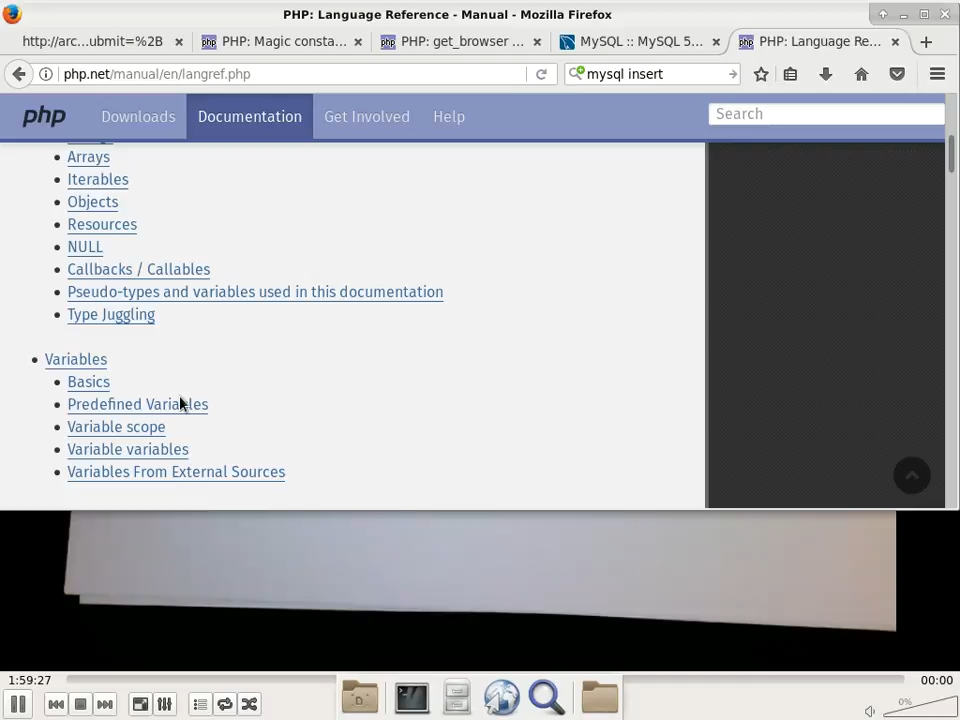 PHP: Language Reference - Manual - Mozilla Firefox
http://arc...ubmit=%2B
PHP: Magic consta...
PHP: get_browser ...
MySQL :: MySQL 5...
PHP: Language Re...
php.net/manual/en/langref.php
mysql insert
php
Downloads
Documentation
Get Involved
Help
Search
Arrays
Iterables
Objects
Resources
NULL
Callbacks / Callables
Pseudo-types and variables used in this documentation
Type Juggling
Variables
Basics
Predefined Variables
Variable scope
Variable variables
Variables From External Sources
1:59:27
00:00
0%